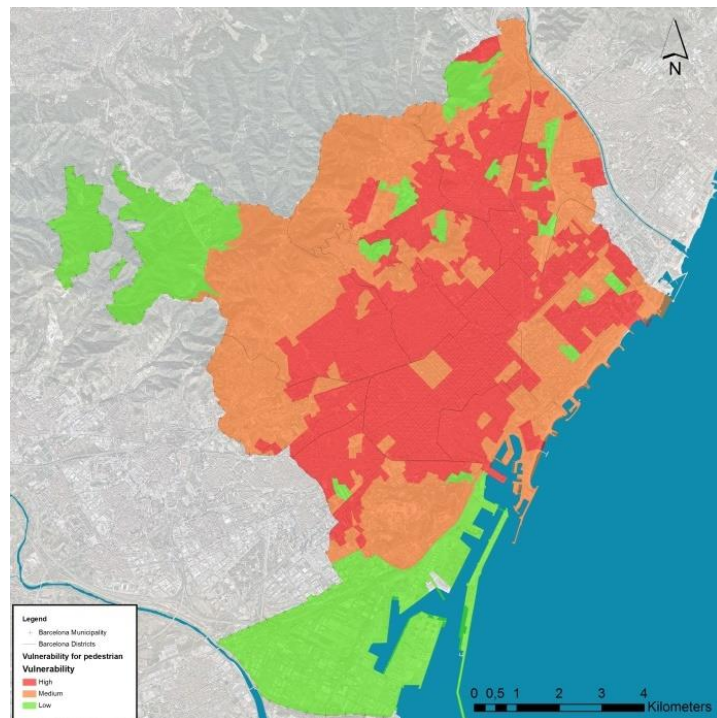 N
Legend
Barcelona Municipality
Barcelona Districts
Vulnerability for pedestrian
Vulnerability
High
Medium
Low
0 0,5 1 2 3 4
Kilometers